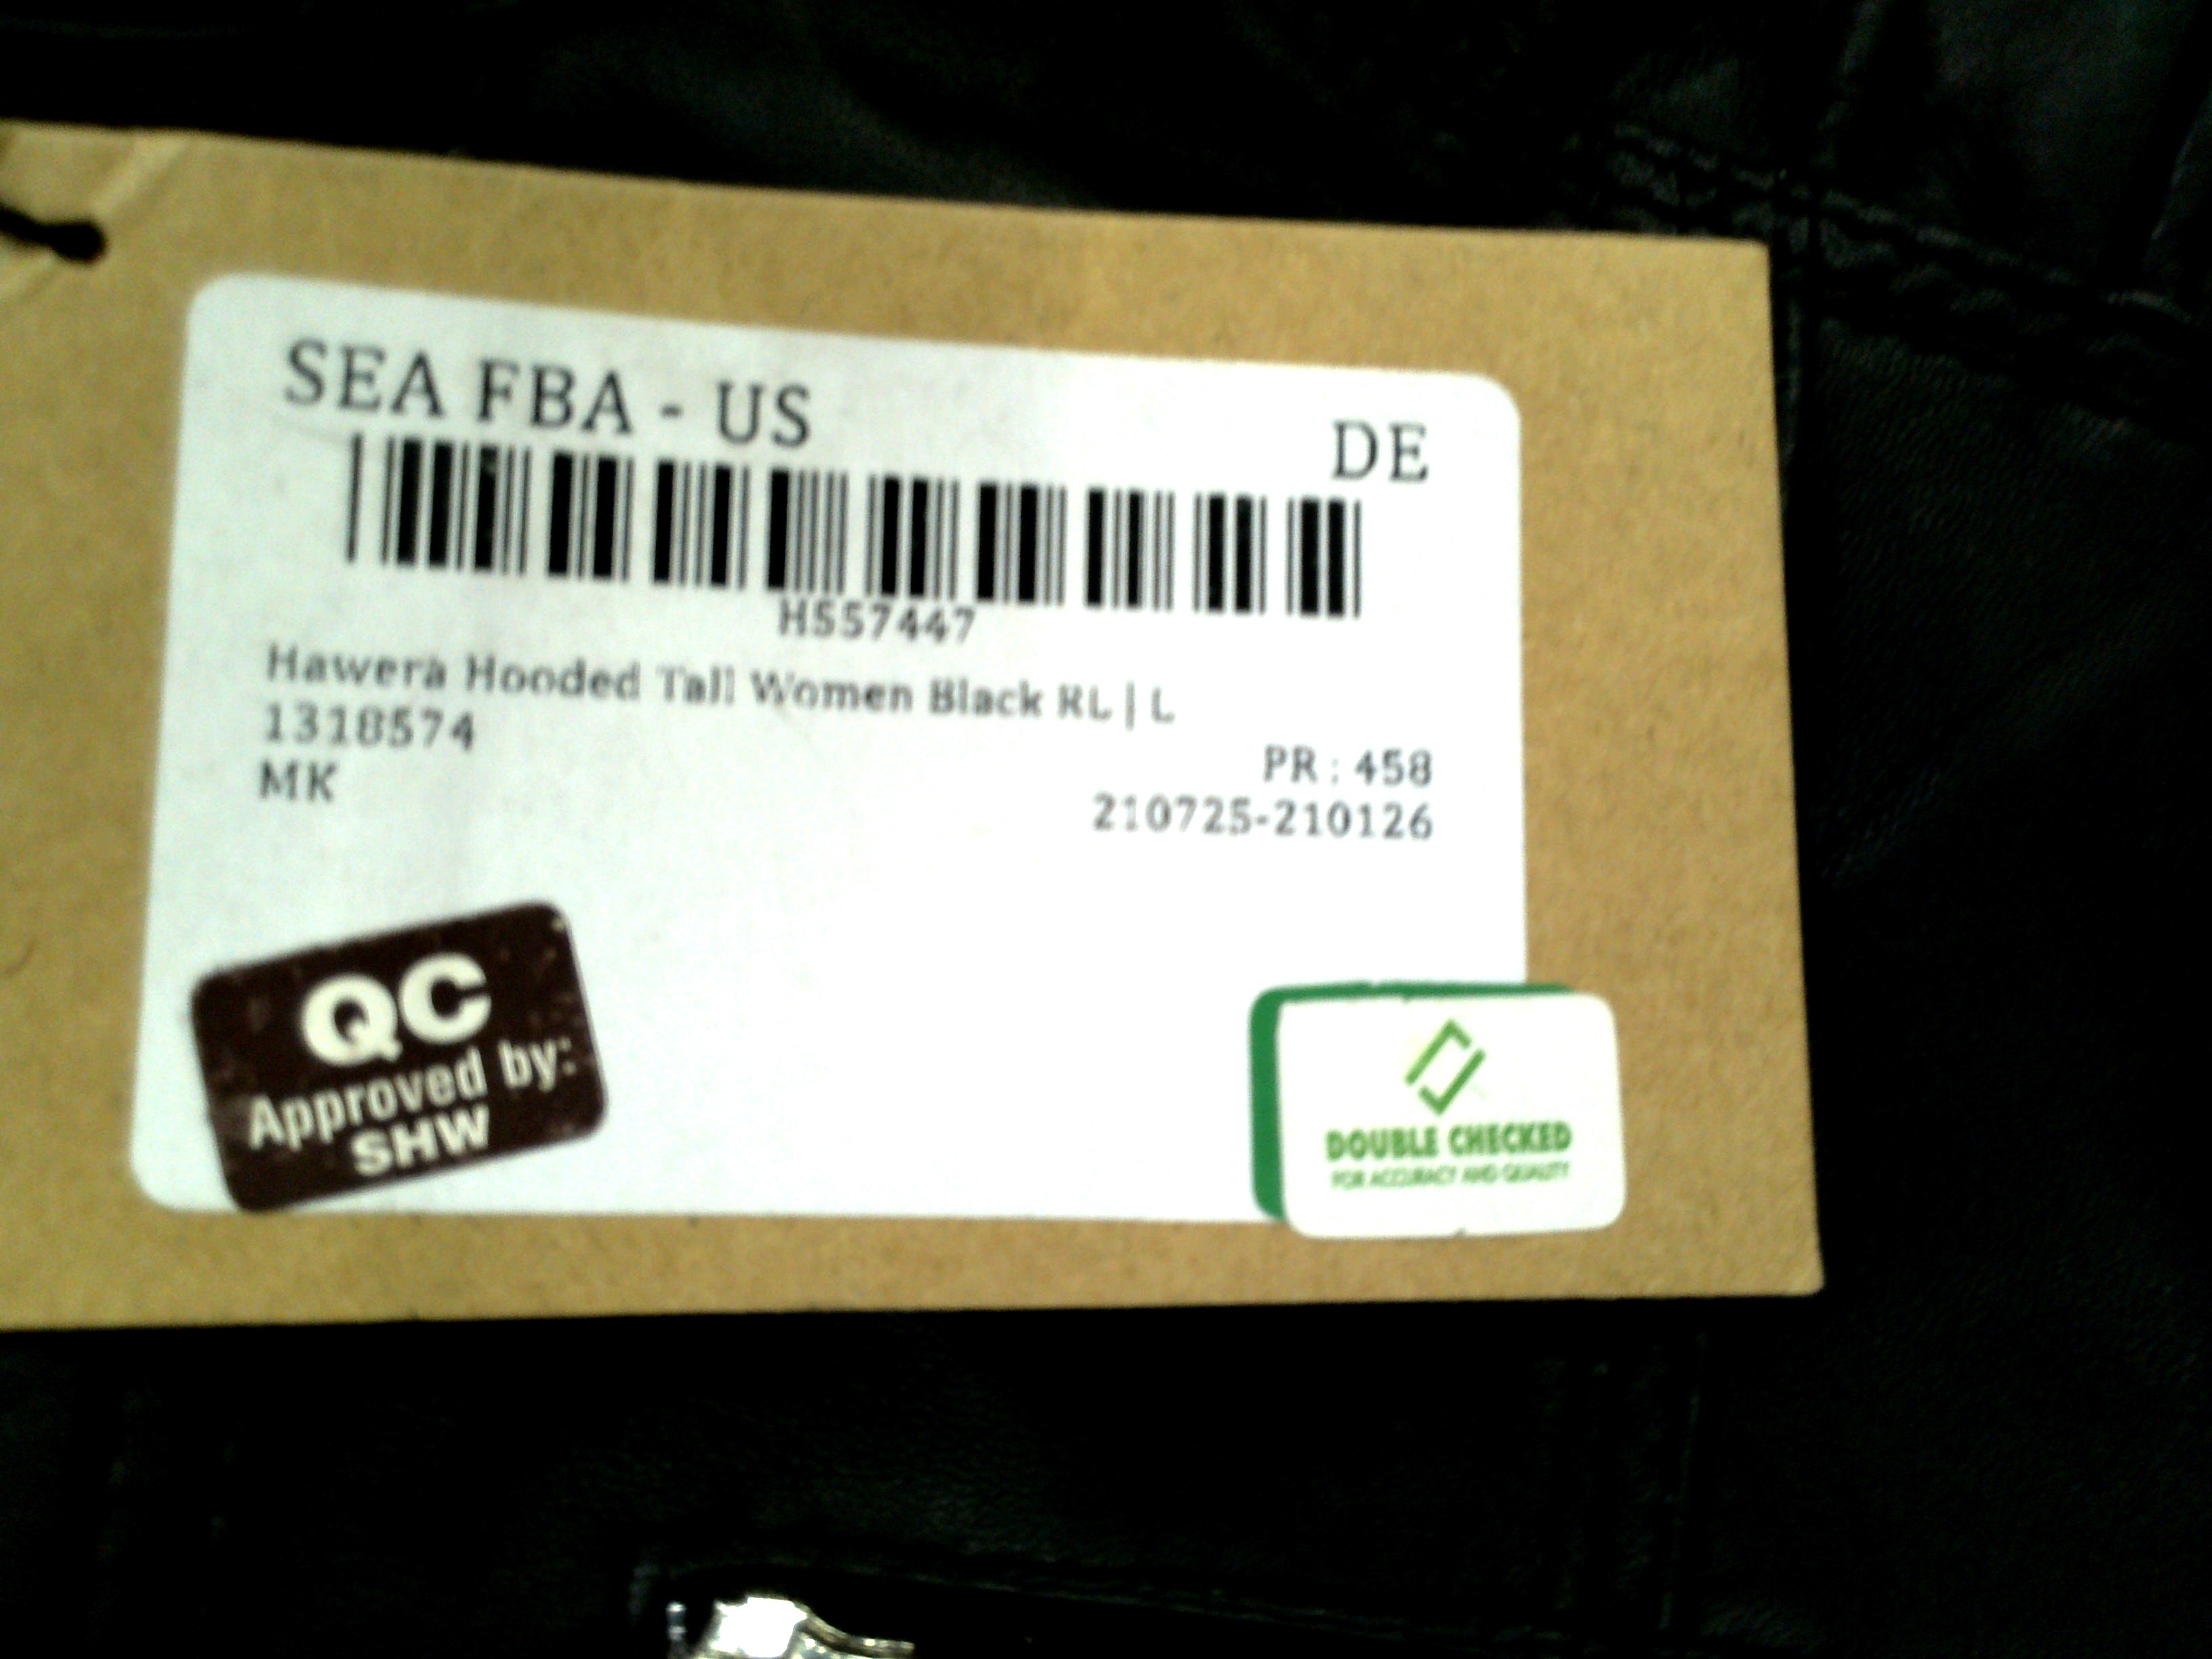 SEA FBA - US
DE
H557447
Hawera Hooded Tall Women Black RL | L
1318574
PR : 458
MK
210725-210126
QC
Approved by:
SHW
DOUBLE CHECKED
FOR ACCURACY AND QUALITY